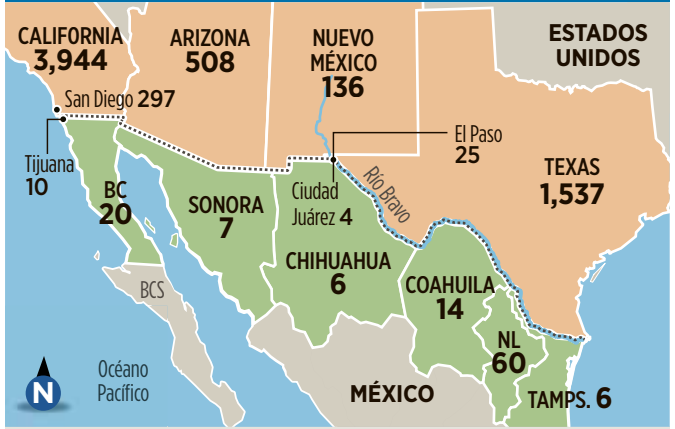 CALIFORNIA
3,944
ARIZONA
508
NUEVO
MÉXICO
136
ESTADOS
UNIDOS
San Diego 297
Tijuana
10
El Paso
25
TEXAS
1,537
BC
20
SONORA
7
Ciudad
Juárez 4
Río Bravo
CHIHUAHUA
6
COAHUILA
14
BCS
NL
60
Océano
Pacífico
N
MÉXICO
TAMPS. 6